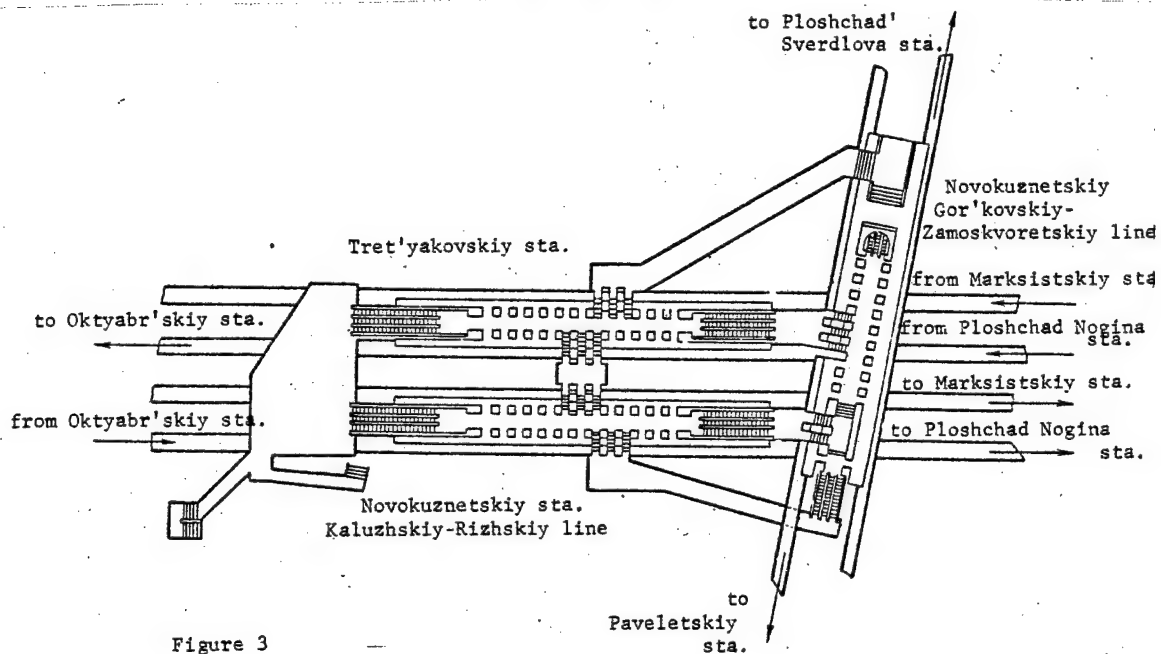 to Ploshchad'
Sverdlova sta.
Novokuznetskiy
Gor'kovskiy-
Zamoskvoretskiy line
Tret'yakovskiy sta.
from Marksistskiy sta
to Oktyabr'skiy sta.
from Ploshchad Nogina
sta.
to Marksistskiy sta.
from Oktyabr'skiy sta.
to Ploshchad Nogina
sta.
Novokuznetskiy sta.
Kaluzhskiy-Rizhskiy line
to
Paveletskiy
sta.
Figure 3